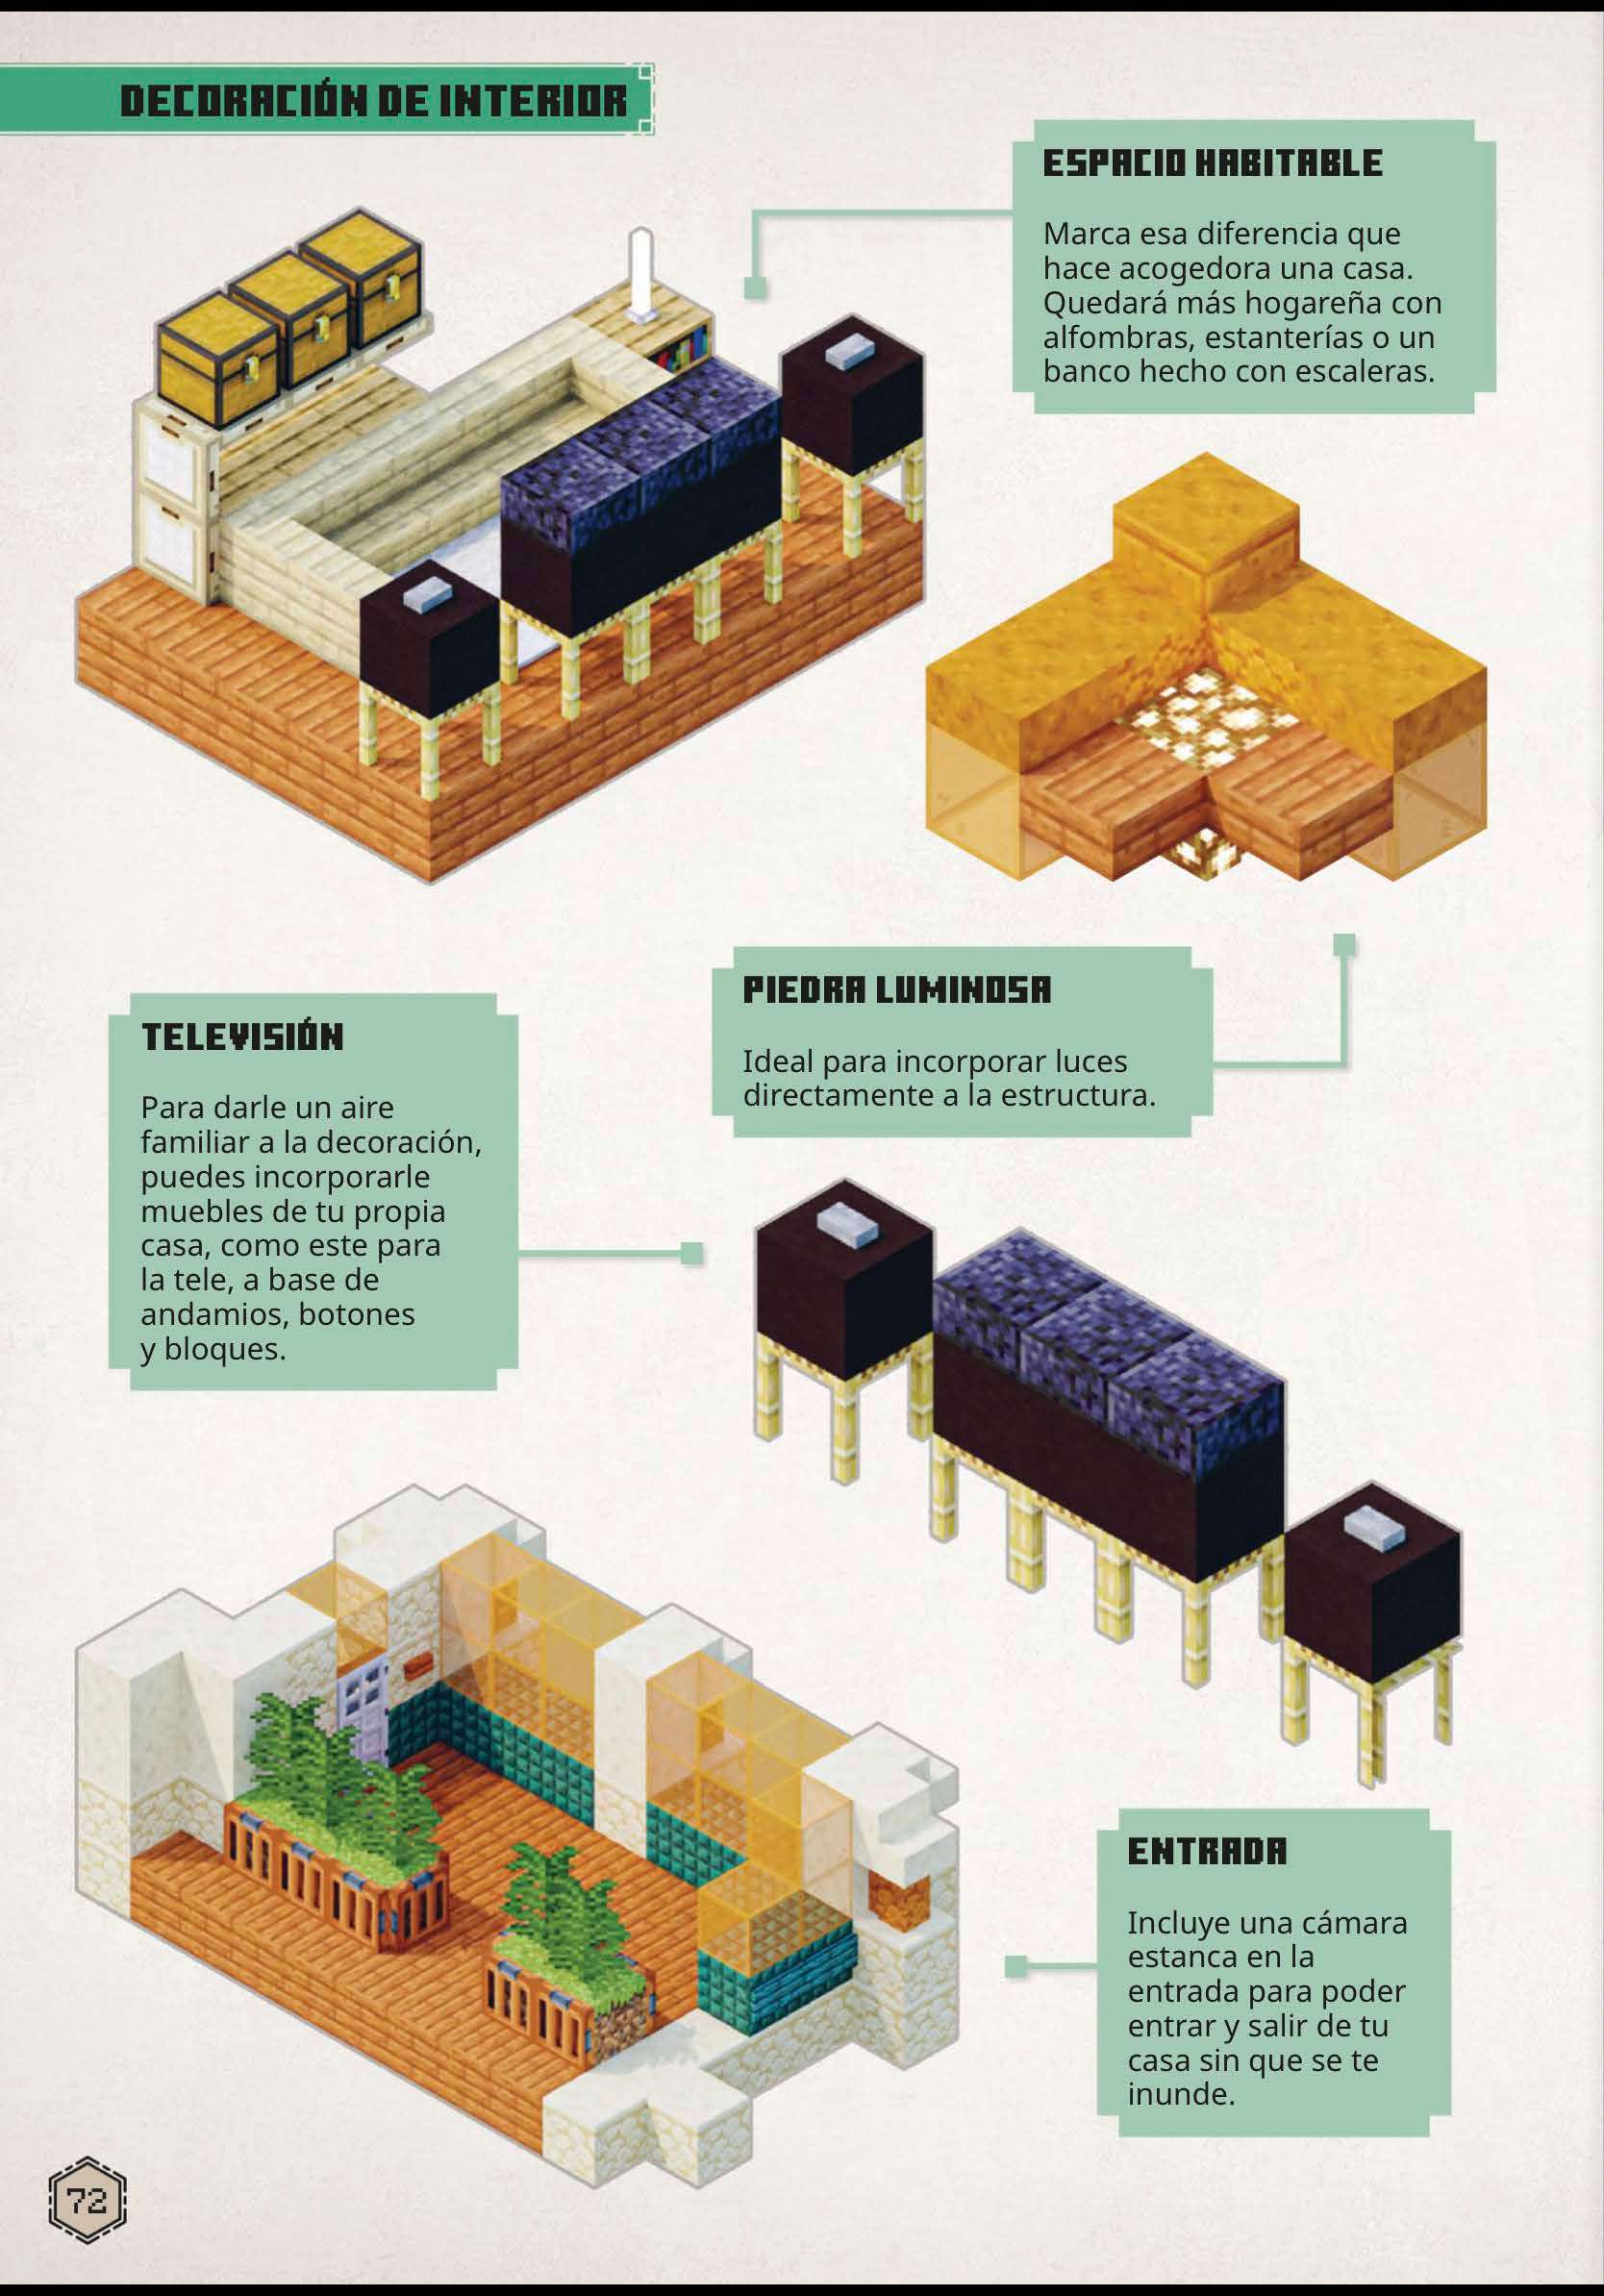 DECORACIÓN DE INTERIOR
ESPACIO HABITABLE
Marca esa diferencia que
hace acogedora una casa.
Quedará más hogareña con
alfombras, estanterías o un
banco hecho con escaleras.
PIEDRA LUMINOSA
Ideal para incorporar luces
directamente a la estructura.
TELEVISIÓN
Para darle un aire
familiar a la decoración,
puedes incorporarle
muebles de tu propia
casa, como este para
la tele, a base de
andamios, botones
y bloques.
ENTRADA
Incluye una cámara
estanca en la
entrada para poder
entrar y salir de tu
casa sin que se te
inunde.
72